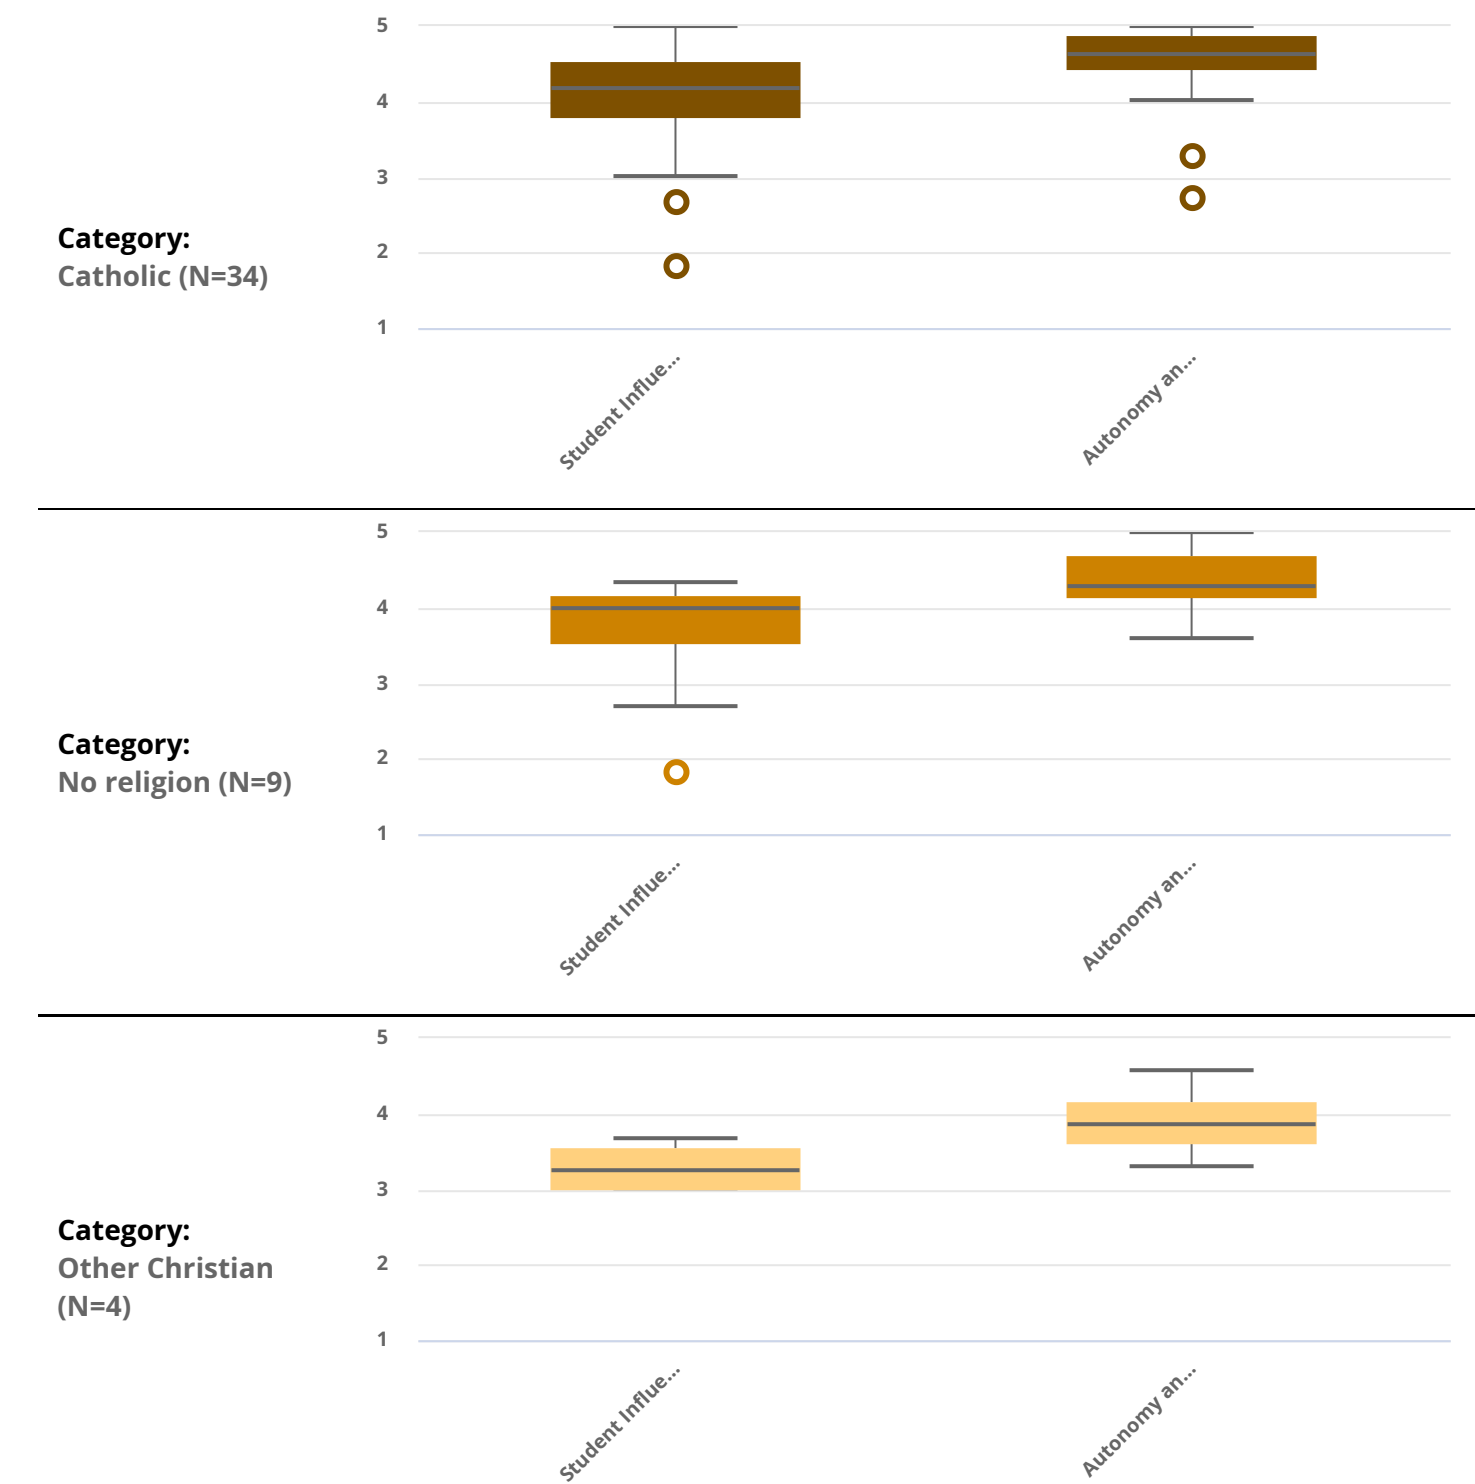 5
4
3
2
1
Category:
Catholic (N=34)
Student Influe...
Autonomy an...
5
4
3
2
1
Category:
No religion (N=9)
Student Influe...
Autonomy an...
5
4
3
2
1
Category:
Other Christian
(N=4)
Student Influe...
Autonomy an...